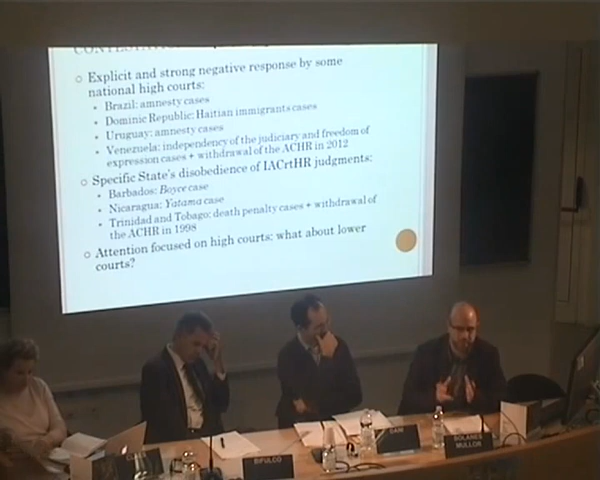 Explicit and strong negative response by some
national high courts:
Brazil: amnesty cases
Dominic Republic: Haitian immigrants cases
Uruguay: amnesty cases
Venezuela: independency of the judiciary and freedom of
expression cases + withdrawal of the ACHR in 2012
Specific State's disobedience of IACrtHR judgments:
Barbados: Boyce case
Nicaragua: Yatama case
Trinidad and Tobago: death penalty cases + withdrawal of
the ACHR in 1998
Attention focused on high courts: what about lower
courts?
BIFULCO
SOLANES
MULLOR